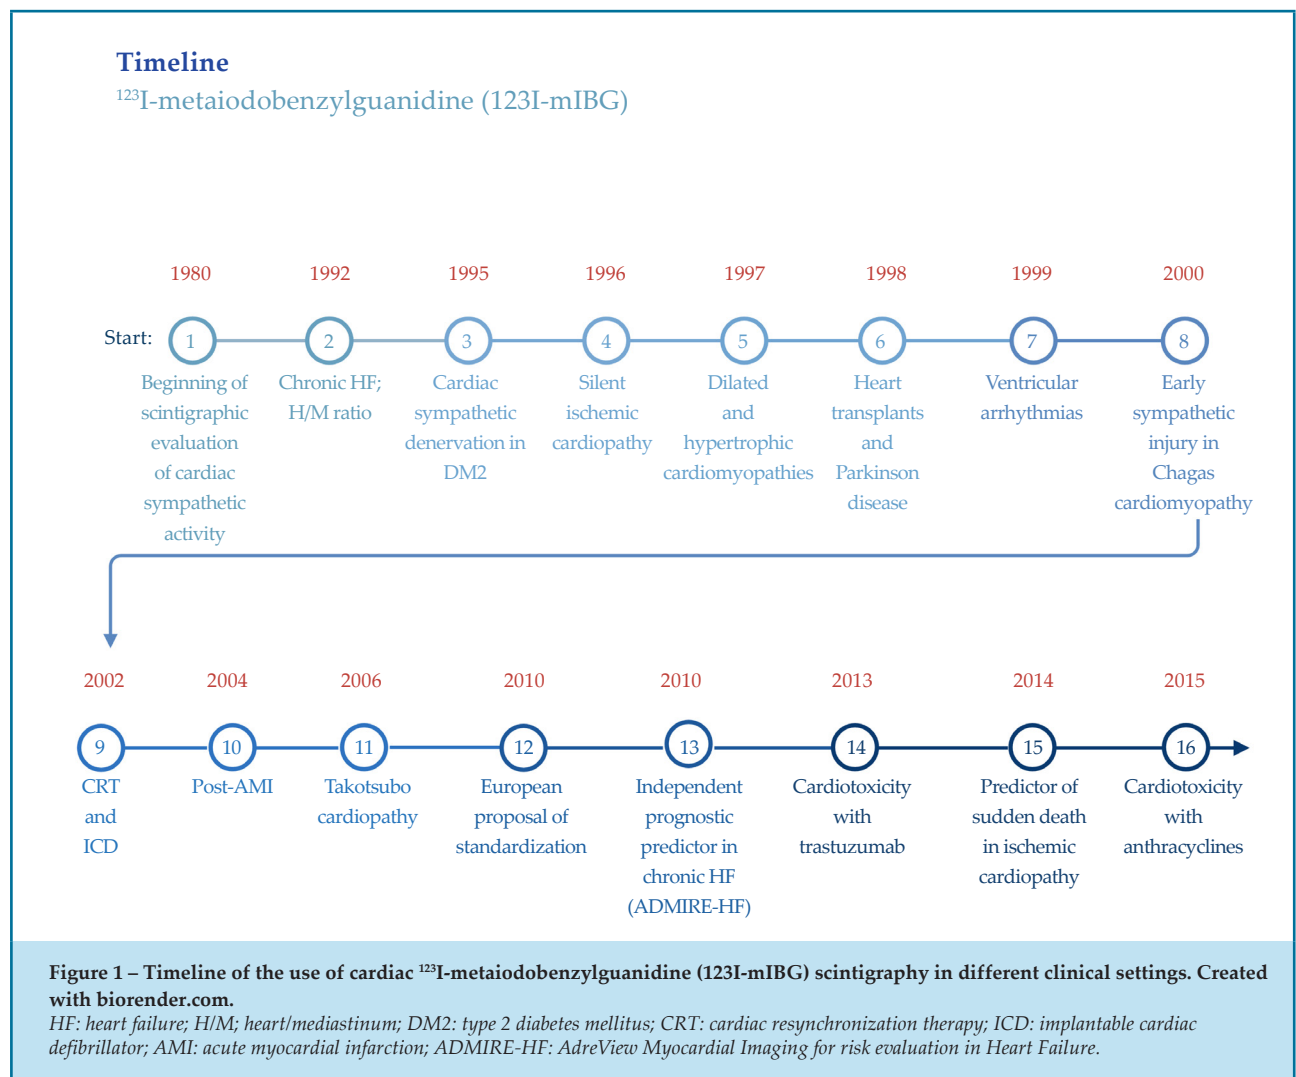 Timeline
¹²³I-metaiodobenzylguanidine (123I-mIBG)
1980
1992
1995
1996
1997
1998
1999
2000
Start:
1
2
3
4
5
6
7
8
Beginning of
scintigraphic
evaluation
of cardiac
sympathetic
activity
Chronic HF;
H/M ratio
Cardiac
sympathetic
denervation in
DM2
Silent
ischemic
cardiopathy
Dilated
and
hypertrophic
cardiomyopathies
Heart
transplants
and
Parkinson
disease
Ventricular
arrhythmias
Early
sympathetic
injury in
Chagas
cardiomyopathy
2002
2004
2006
2010
2010
2013
2014
2015
9
10
11
12
13
14
15
16
CRT
and
ICD
Post-AMI
Takotsubo
cardiopathy
European
proposal of
standardization
Independent
prognostic
predictor in
chronic HF
(ADMIRE-HF)
Cardiotoxicity
with
trastuzumab
Predictor of
sudden death
in ischemic
cardiopathy
Cardiotoxicity
with
anthracyclines
Figure 1 – Timeline of the use of cardiac ¹²³I-metaiodobenzylguanidine (123I-mIBG) scintigraphy in different clinical settings. Created
with biorender.com.
HF: heart failure; H/M; heart/mediastinum; DM2: type 2 diabetes mellitus; CRT: cardiac resynchronization therapy; ICD: implantable cardiac
defibrillator; AMI: acute myocardial infarction; ADMIRE-HF: AdreView Myocardial Imaging for risk evaluation in Heart Failure.